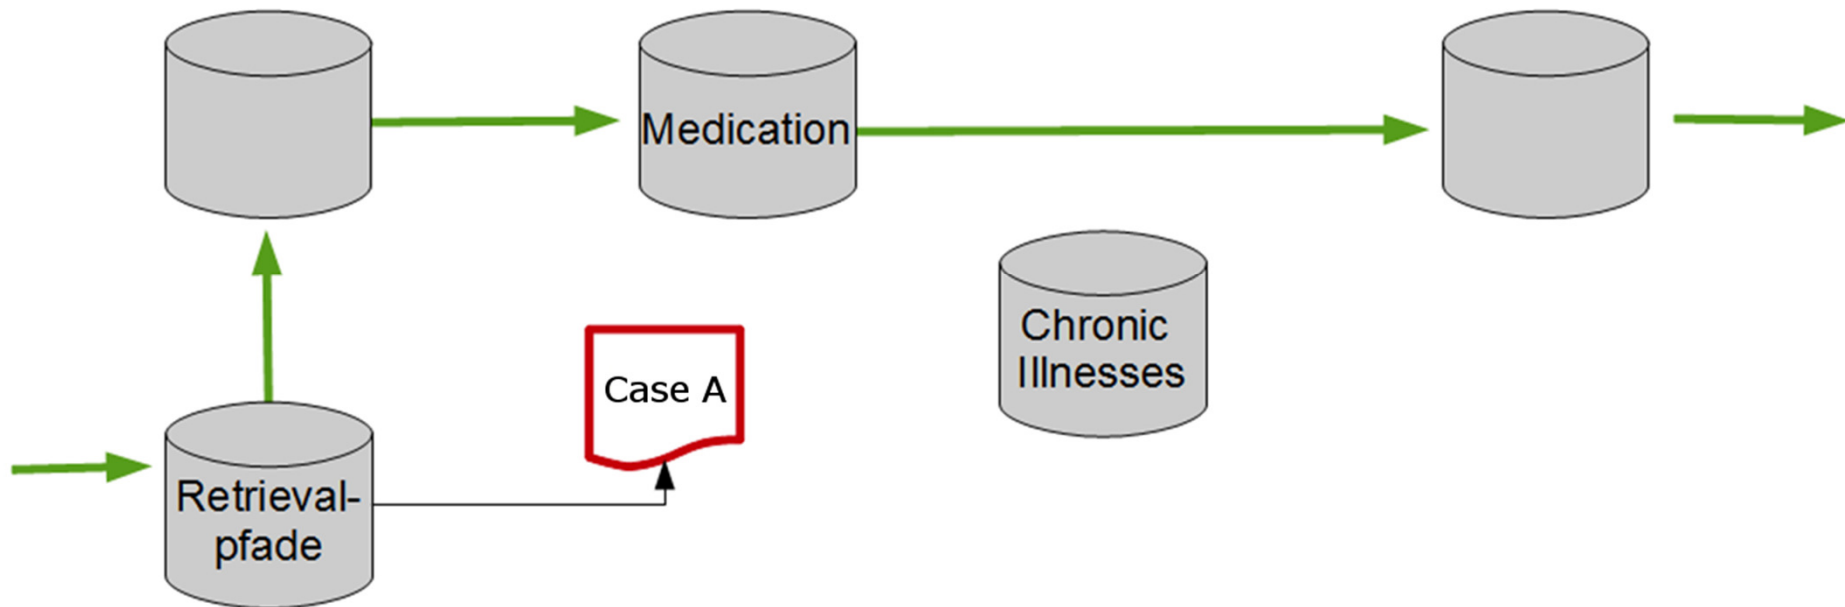 Medication
Chronic
Illnesses
Case A
Retrieval-
pfade